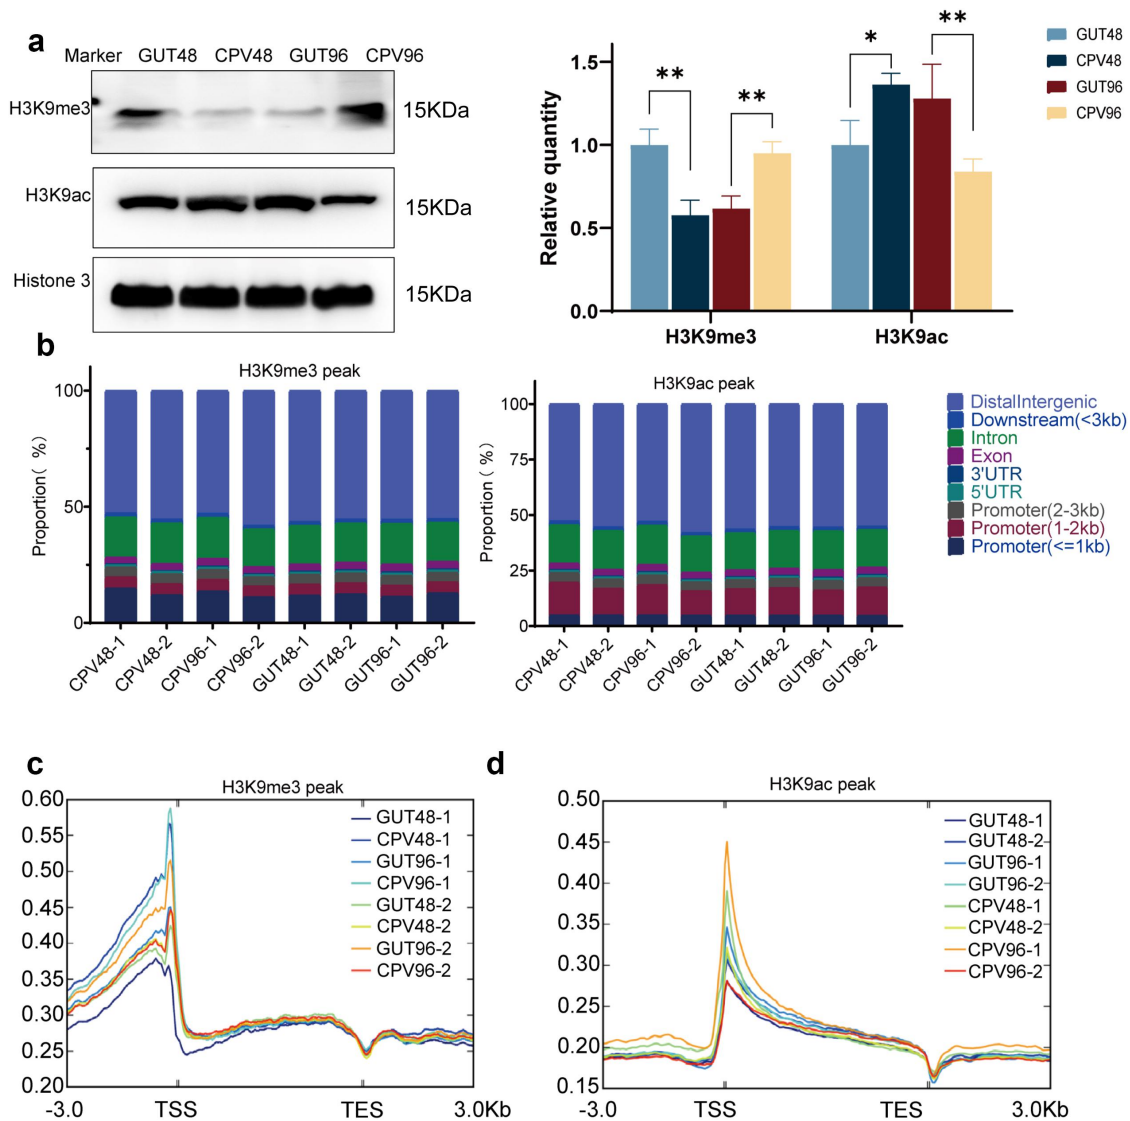 a
Marker GUT48 CPV48 GUT96 CPV96
H3K9me3
15KDa
H3K9ac
15KDa
Histone 3
15KDa
Relative quantity
1.5
1.0
0.5
0.0
** ** * **
H3K9me3 H3K9ac
GUT48
CPV48
GUT96
CPV96
b
H3K9me3 peak
Proportion( %)
100
50
0
CPV48-1 CPV48-2 CPV96-1 CPV96-2 GUT48-1 GUT48-2 GUT96-1 GUT96-2
H3K9ac peak
Proportion( %)
100
75
50
25
0
CPV48-1 CPV48-2 CPV96-1 CPV96-2 GUT48-1 GUT48-2 GUT96-1 GUT96-2
DistalIntergenic
Downstream(<3kb)
Intron
Exon
3'UTR
5'UTR
Promoter(2-3kb)
Promoter(1-2kb)
Promoter(<=1kb)
c
H3K9me3 peak
0.60
0.55
0.50
0.45
0.40
0.35
0.30
0.25
0.20
GUT48-1
CPV48-1
GUT96-1
CPV96-1
GUT48-2
CPV48-2
GUT96-2
CPV96-2
-3.0 TSS TES 3.0Kb
d
H3K9ac peak
0.50
0.45
0.40
0.35
0.30
0.25
0.20
0.15
GUT48-1
GUT48-2
GUT96-1
GUT96-2
CPV48-1
CPV48-2
CPV96-1
CPV96-2
-3.0 TSS TES 3.0Kb